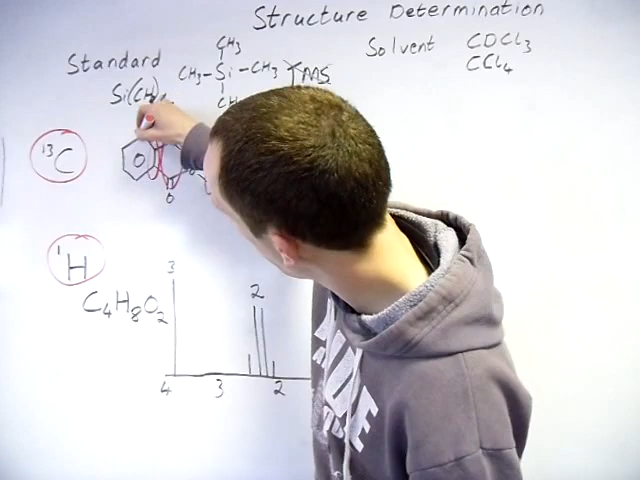 Structure Determination
Standard
Solvent CDCl3
CCl4
CH3
CH3-Si-CH3 TMS
CH
Si(CH3)4
13C
O
O
1H
C4H8O2
3
2
4 3 2